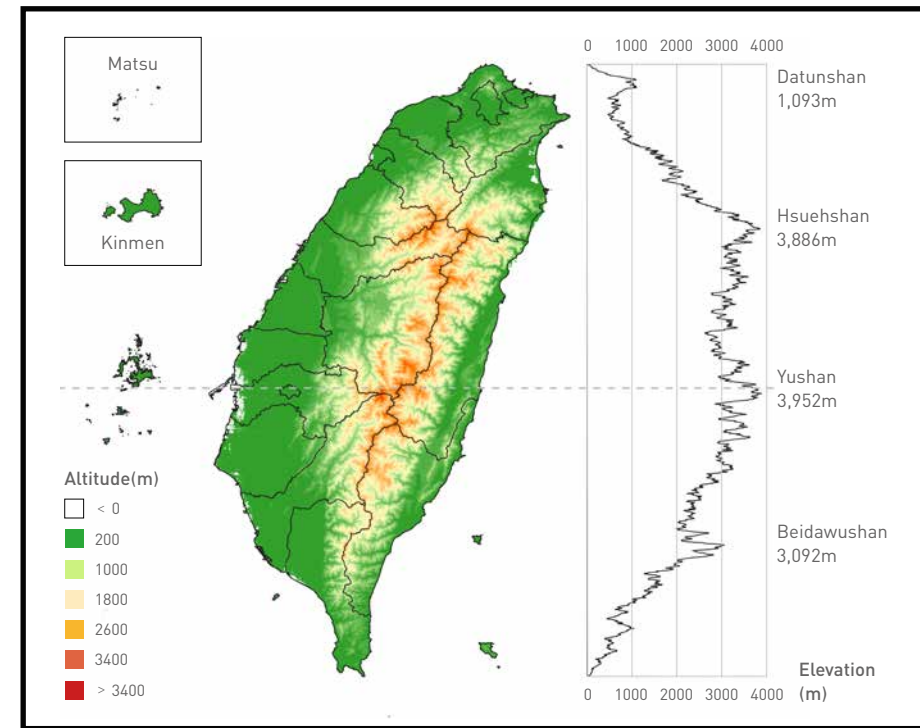 Matsu
Kinmen
Altitude(m)
< 0
200
1000
1800
2600
3400
> 3400
0 1000 2000 3000 4000
Datunshan
1,093m
Hsuehshan
3,886m
Yushan
3,952m
Beidawushan
3,092m
0 1000 2000 3000 4000
Elevation
(m)